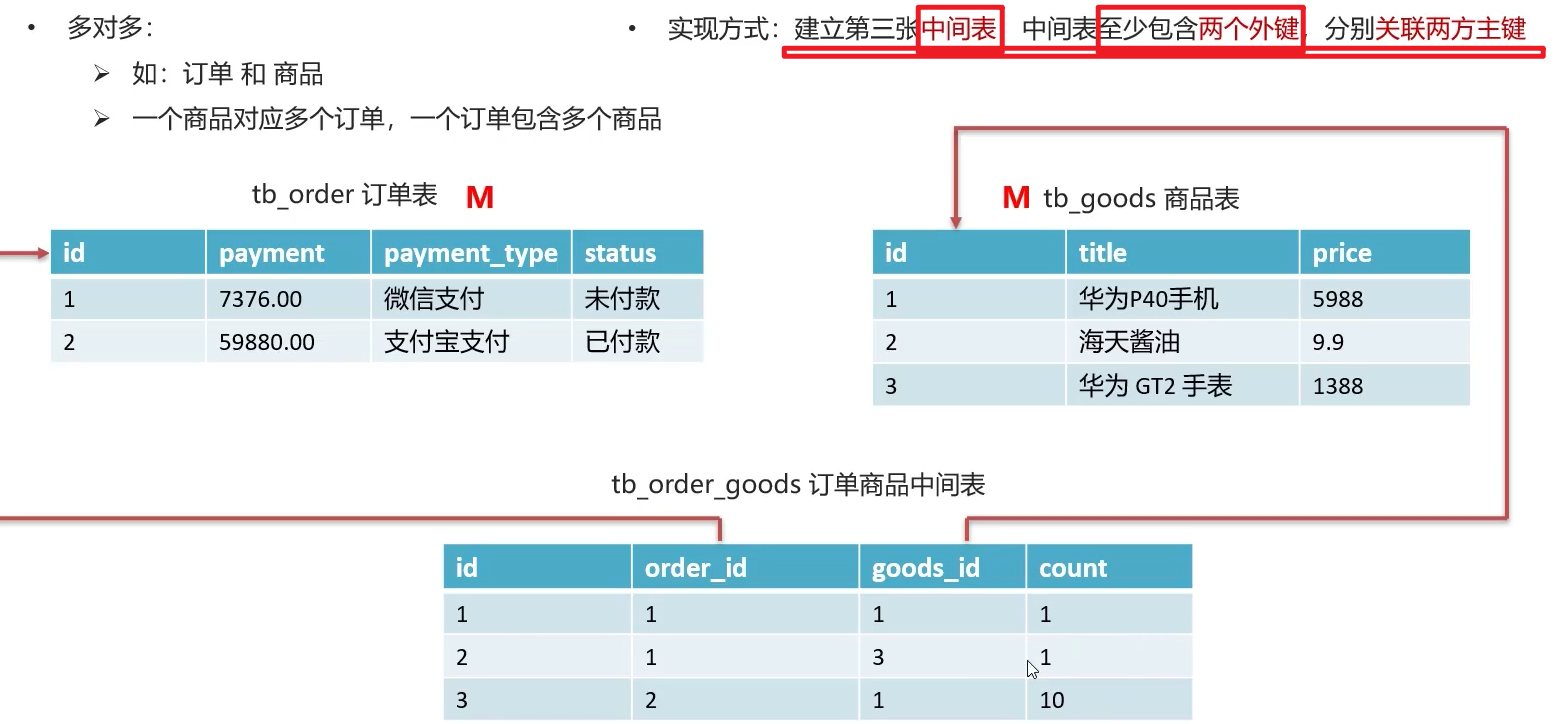 • 多对多：
➢ 如：订单 和 商品
➢ 一个商品对应多个订单，一个订单包含多个商品
• 实现方式：建立第三张中间表 中间表至少包含两个外键，分别关联两方主键
tb_order 订单表 M
id payment payment_type status
1 7376.00 微信支付 未付款
2 59880.00 支付宝支付 已付款
M tb_goods 商品表
id title price
1 华为P40手机 5988
2 海天酱油 9.9
3 华为 GT2 手表 1388
tb_order_goods 订单商品中间表
id order_id goods_id count
1 1 1 1
2 1 3 1
3 2 1 10